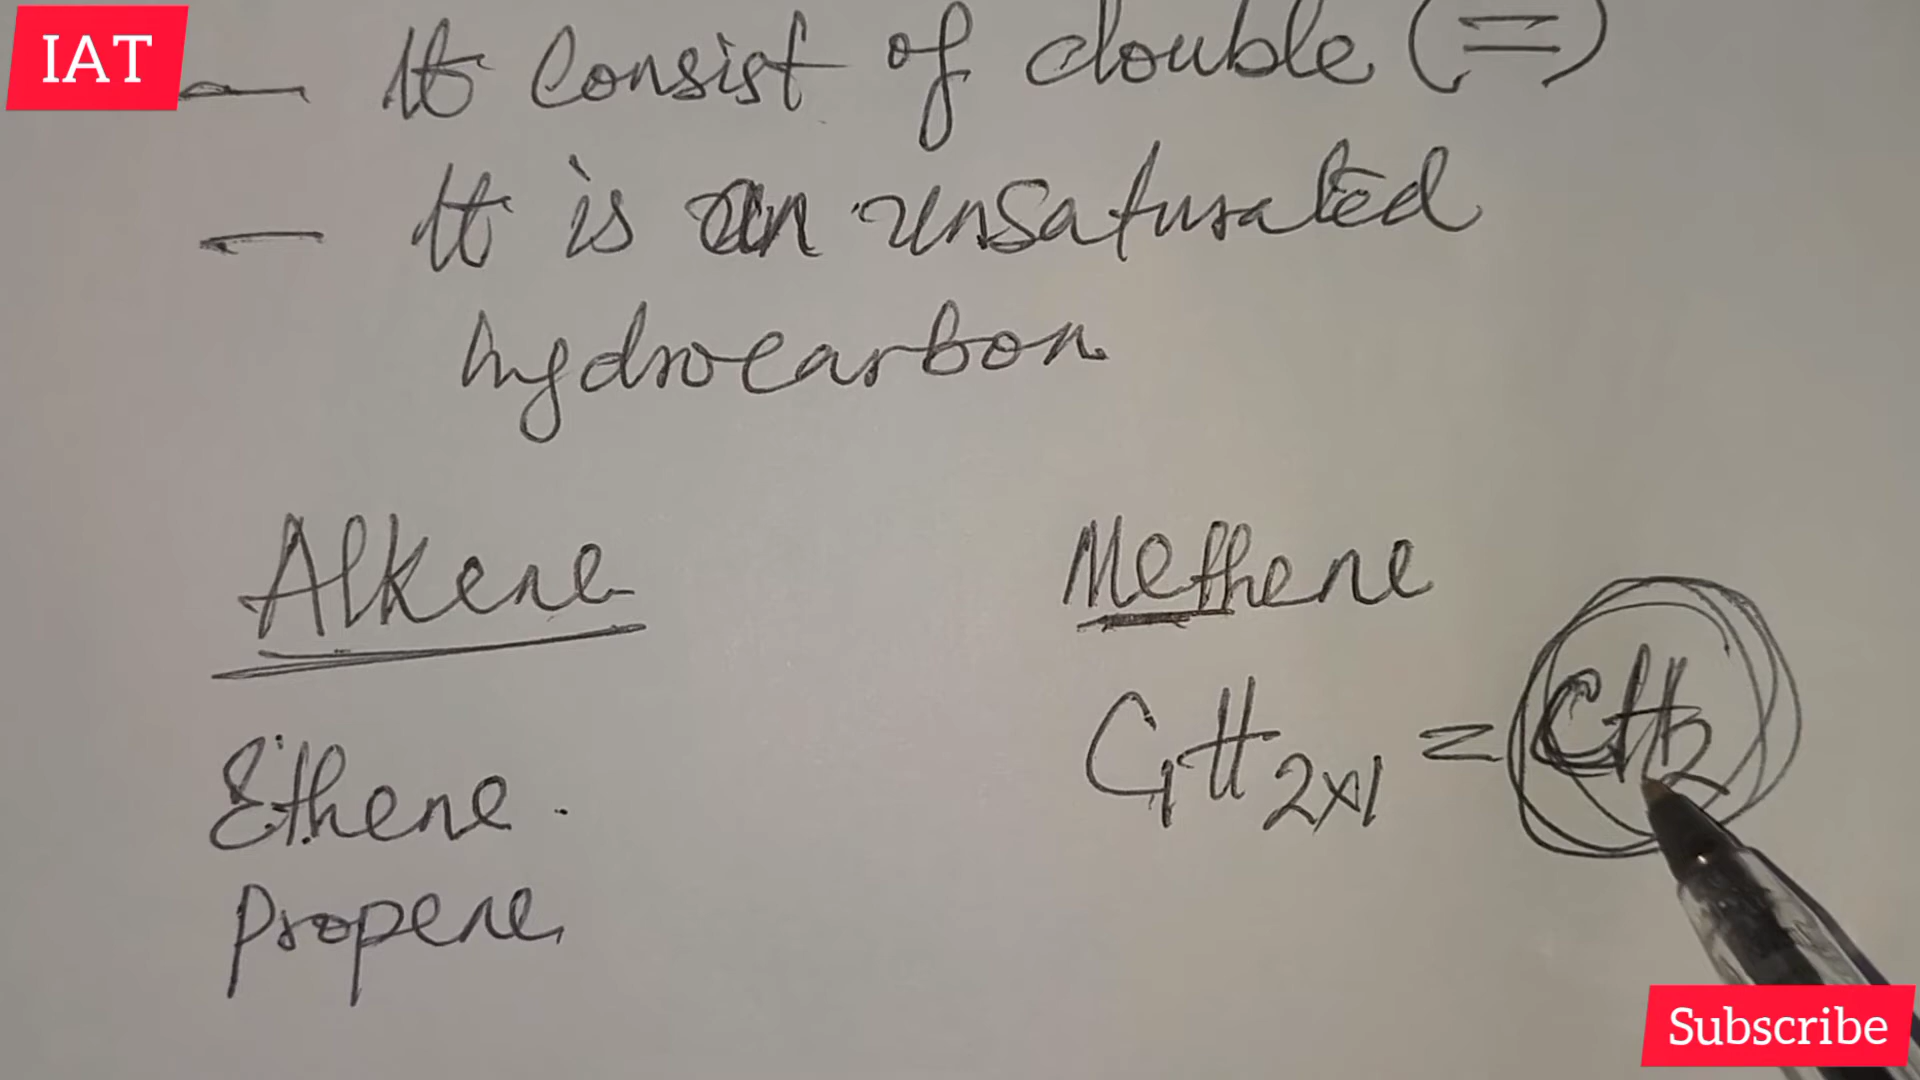 IAT
— It consist of double (=)
— It is an unsaturated
hydrocarbon
Alkene
Methene
C1H2x1 = CH2
Ethene.
Propene
Subscribe